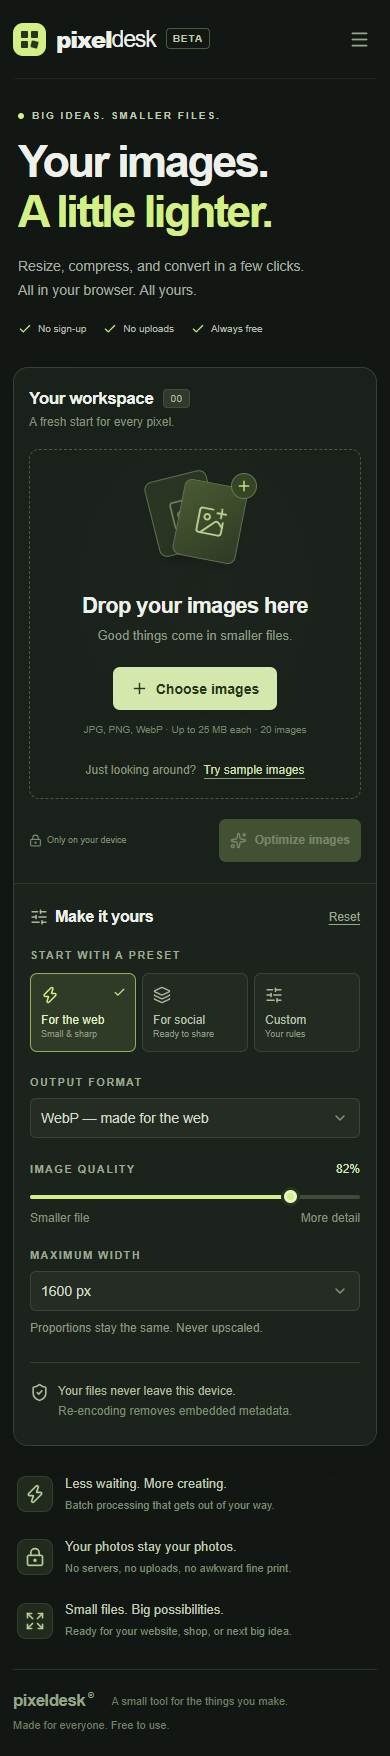 pixeldesk BETA
BIG IDEAS. SMALLER FILES.
Your images.
A little lighter.
Resize, compress, and convert in a few clicks.
All in your browser. All yours.
No sign-up No uploads Always free
Your workspace 00
A fresh start for every pixel.
Drop your images here
Good things come in smaller files.
Choose images
JPG, PNG, WebP · Up to 25 MB each · 20 images
Just looking around? Try sample images
Only on your device Optimize images
Make it yours Reset
START WITH A PRESET
For the web For social Custom
Small & sharp Ready to share Your rules
OUTPUT FORMAT
WebP — made for the web
IMAGE QUALITY 82%
Smaller file More detail
MAXIMUM WIDTH
1600 px
Proportions stay the same. Never upscaled.
Your files never leave this device.
Re-encoding removes embedded metadata.
Less waiting. More creating.
Batch processing that gets out of your way.
Your photos stay your photos.
No servers, no uploads, no awkward fine print.
Small files. Big possibilities.
Ready for your website, shop, or next big idea.
pixeldesk® A small tool for the things you make.
Made for everyone. Free to use.